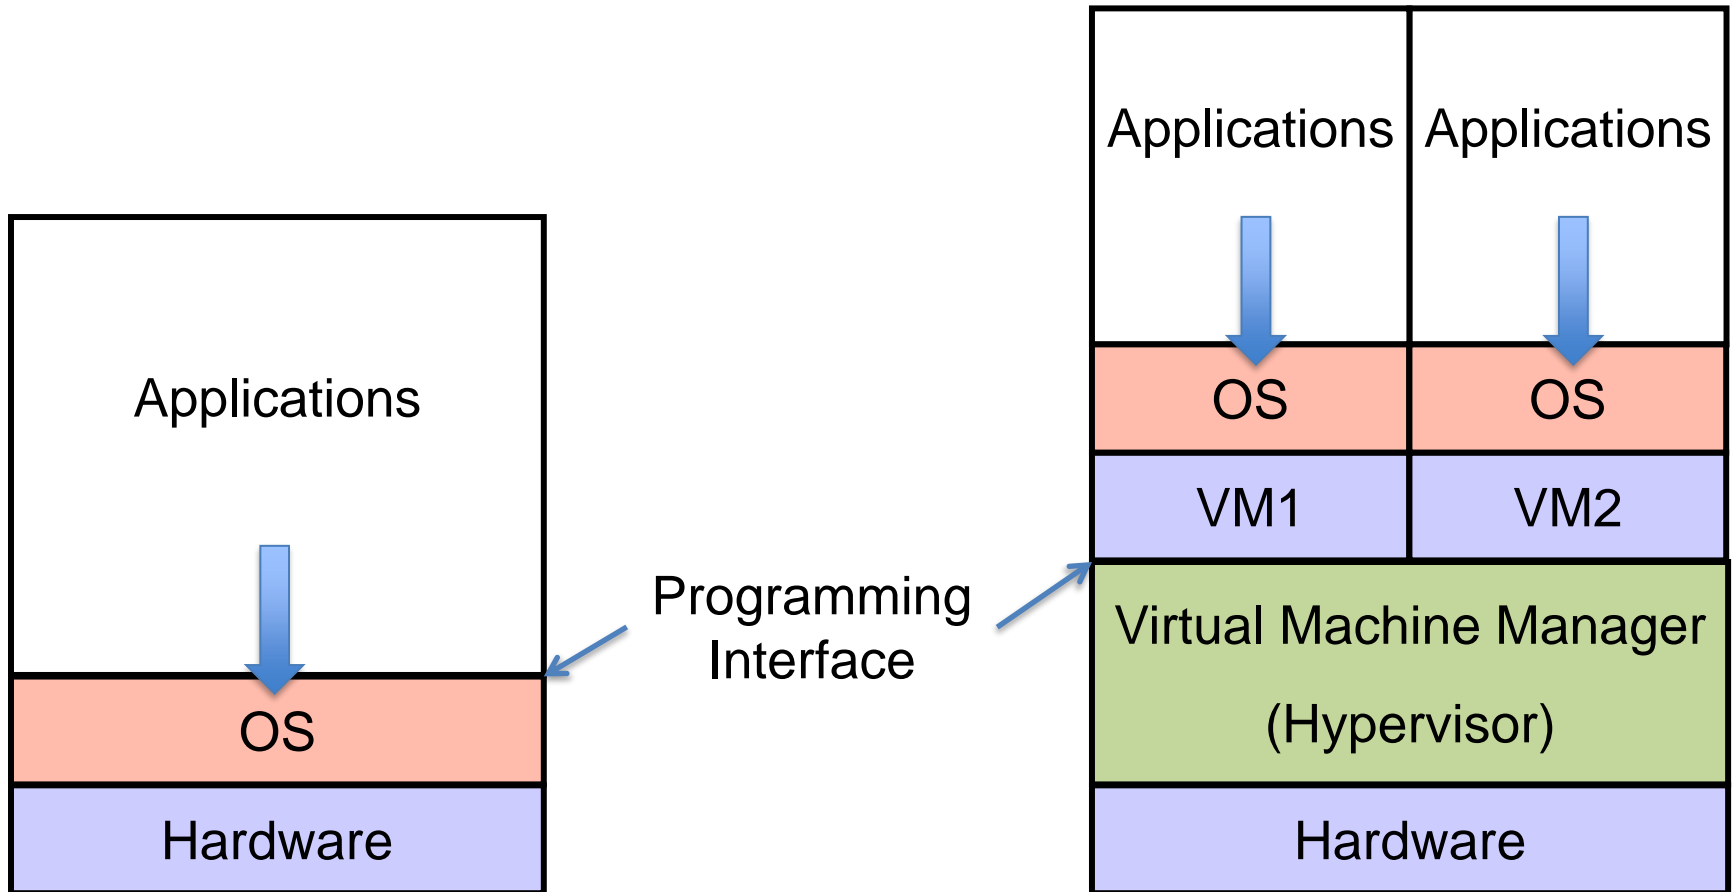 Applications
OS
Hardware
Programming
Interface
Applications Applications
OS OS
VM1 VM2
Virtual Machine Manager
(Hypervisor)
Hardware